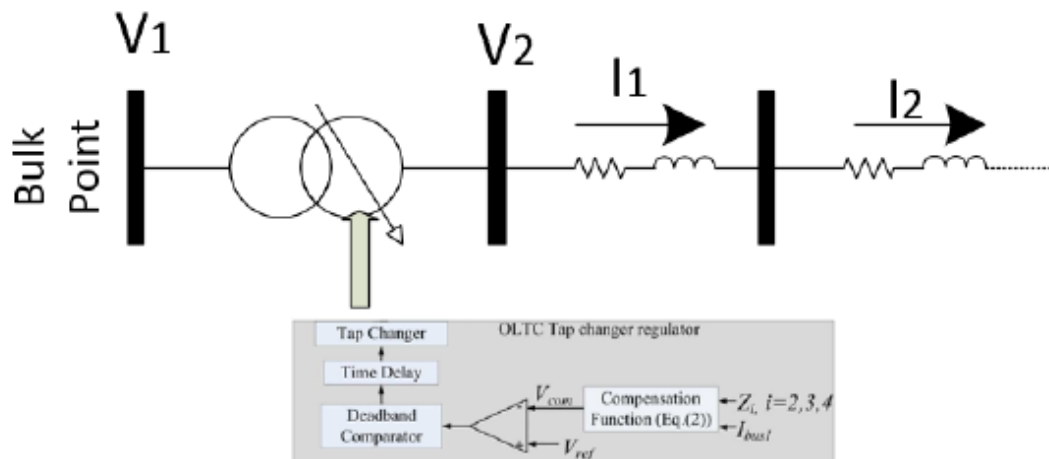 V1
V2
I1
I2
Bulk
Point
Tap Changer
OLTC Tap changer regulator
Time Delay
Deadband
Comparator
Vcom
Compensation
Function (Eq.(2))
Zi, i=2,3,4
Ibus1
Vref